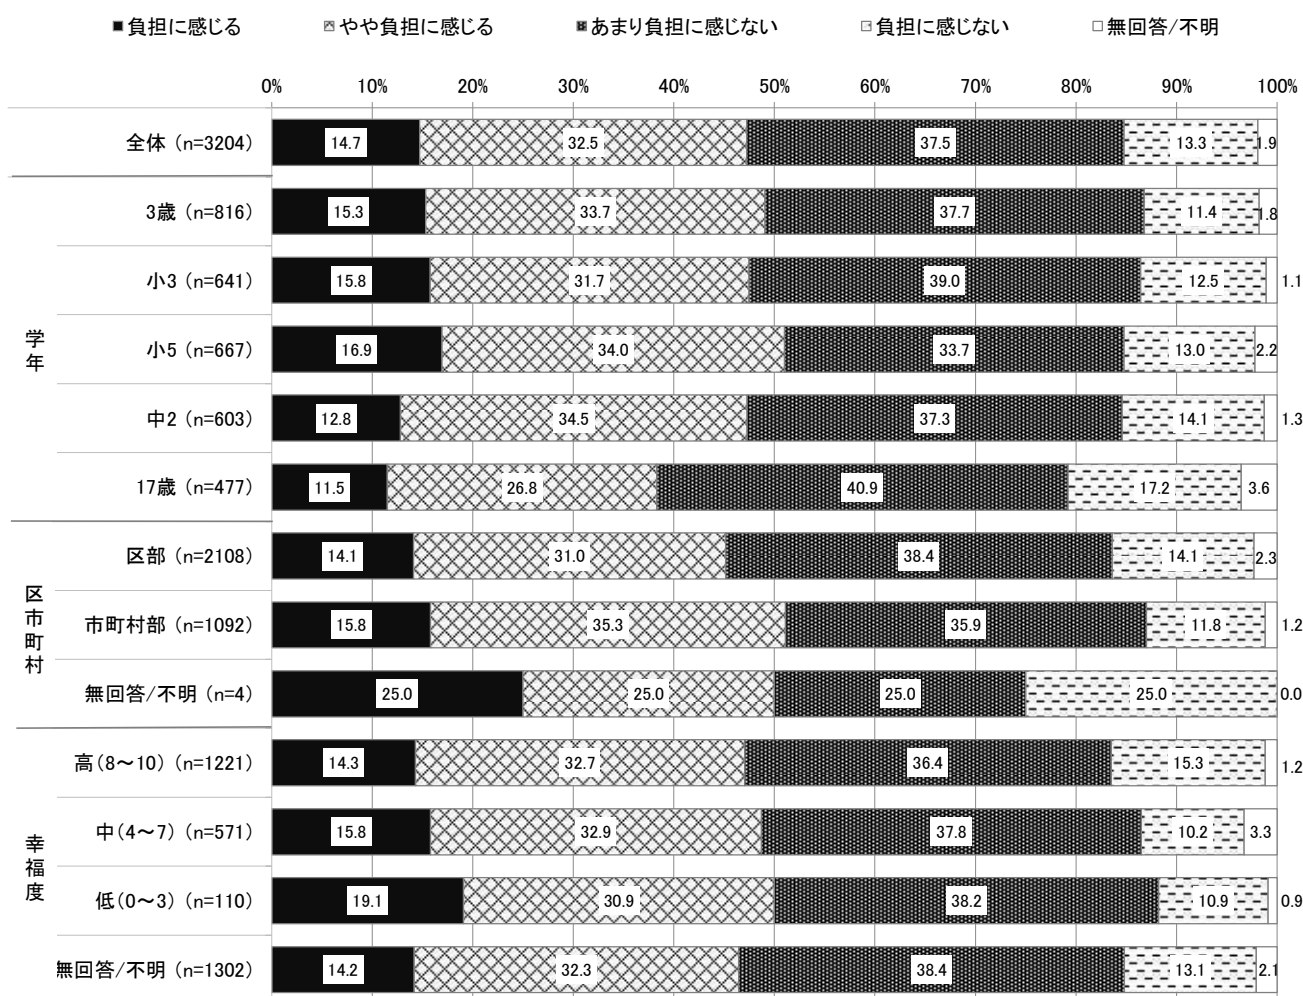 ■負担に感じる ▨やや負担に感じる ■あまり負担に感じない □負担に感じない □無回答/不明
0% 10% 20% 30% 40% 50% 60% 70% 80% 90% 100%
全体 (n=3204) 14.7 32.5 37.5 13.3 1.9
学年
3歳 (n=816) 15.3 33.7 37.7 11.4 1.8
小3 (n=641) 15.8 31.7 39.0 12.5 1.1
小5 (n=667) 16.9 34.0 33.7 13.0 2.2
中2 (n=603) 12.8 34.5 37.3 14.1 1.3
17歳 (n=477) 11.5 26.8 40.9 17.2 3.6
区市町村
区部 (n=2108) 14.1 31.0 38.4 14.1 2.3
市町村部 (n=1092) 15.8 35.3 35.9 11.8 1.2
無回答/不明 (n=4) 25.0 25.0 25.0 25.0 0.0
幸福度
高(8～10) (n=1221) 14.3 32.7 36.4 15.3 1.2
中(4～7) (n=571) 15.8 32.9 37.8 10.2 3.3
低(0～3) (n=110) 19.1 30.9 38.2 10.9 0.9
無回答/不明 (n=1302) 14.2 32.3 38.4 13.1 2.1